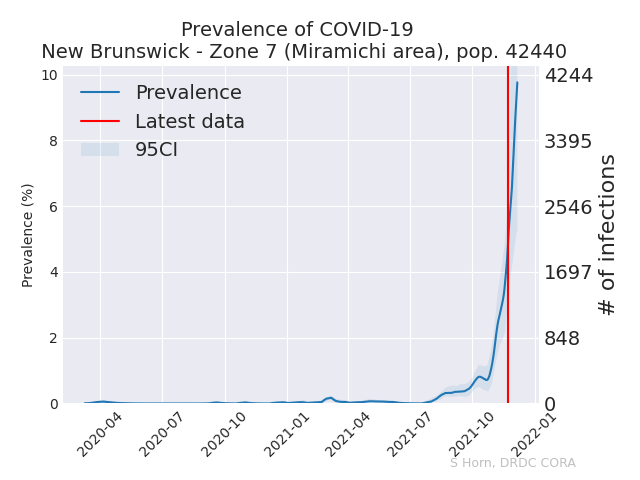 Prevalence of COVID-19
New Brunswick - Zone 7 (Miramichi area), pop. 42440
Prevalence
Latest data
95CI
Prevalence (%)
10
8
6
4
2
0
4244
3395
2546
1697
848
0
# of infections
2020-04
2020-07
2020-10
2021-01
2021-04
2021-07
2021-10
2022-01
S Horn, DRDC CORA